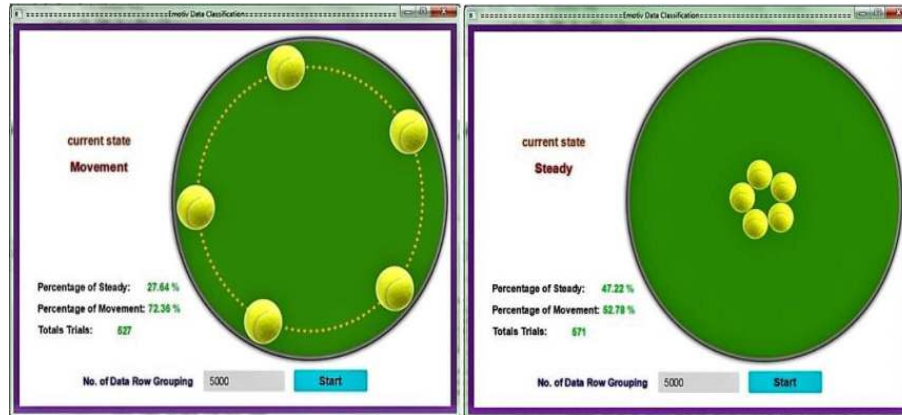 Emotiv Data Classification
current state
Movement
Percentage of Steady: 27.64 %
Percentage of Movement: 72.36 %
Totals Trials: 527
No. of Data Row Grouping 5000 Start
Emotiv Data Classification
current state
Steady
Percentage of Steady: 47.22 %
Percentage of Movement: 52.78 %
Totals Trials: 571
No. of Data Row Grouping 5000 Start